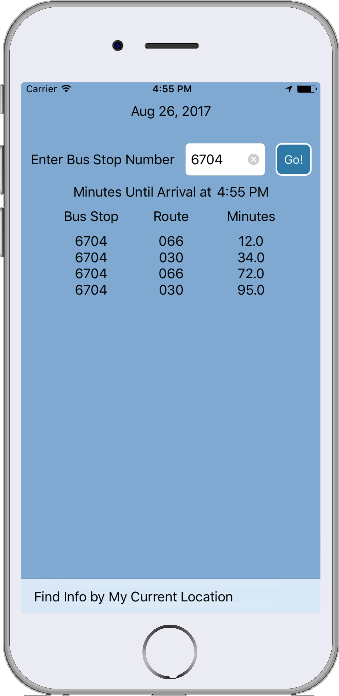 Carrier 4:55 PM
Aug 26, 2017
Enter Bus Stop Number 6704 Go!
Minutes Until Arrival at 4:55 PM
Bus Stop Route Minutes
6704 066 12.0
6704 030 34.0
6704 066 72.0
6704 030 95.0
Find Info by My Current Location